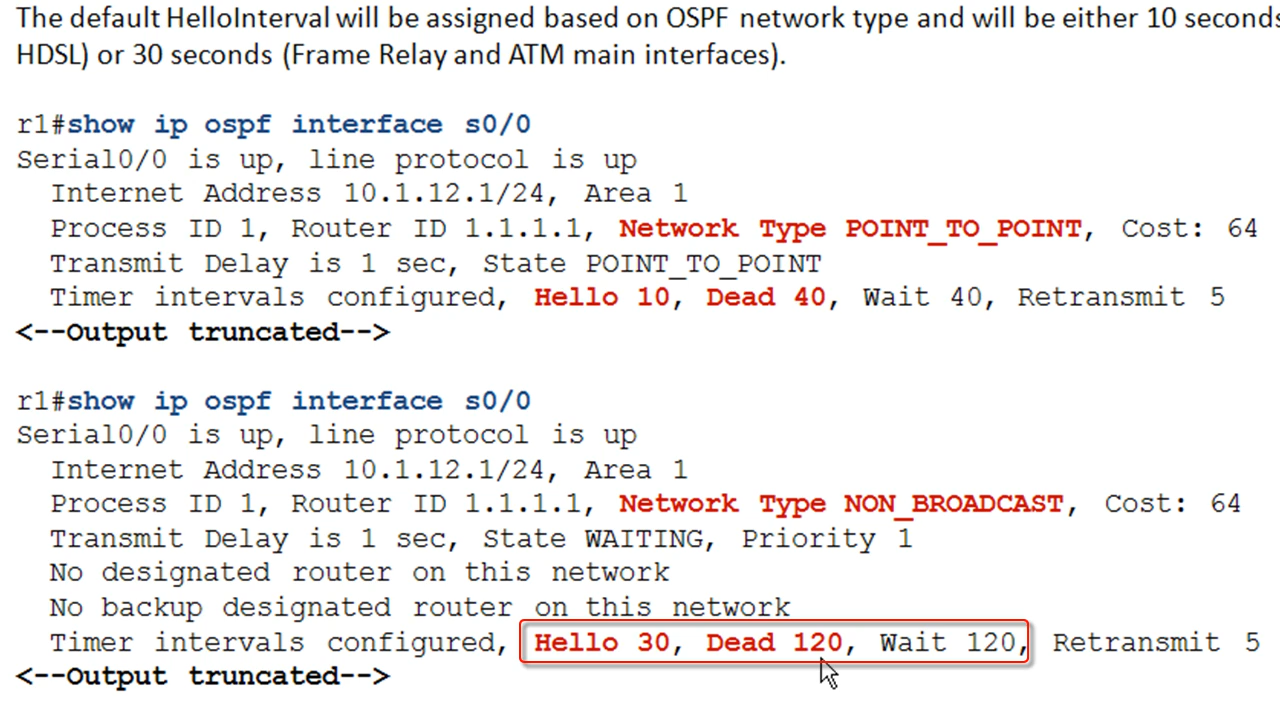 The default HelloInterval will be assigned based on OSPF network type and will be either 10 seconds
HDSL) or 30 seconds (Frame Relay and ATM main interfaces).
r1#show ip ospf interface s0/0
Serial0/0 is up, line protocol is up
Internet Address 10.1.12.1/24, Area 1
Process ID 1, Router ID 1.1.1.1, Network Type POINT_TO_POINT, Cost: 64
Transmit Delay is 1 sec, State POINT_TO_POINT
Timer intervals configured, Hello 10, Dead 40, Wait 40, Retransmit 5
<--Output truncated-->
r1#show ip ospf interface s0/0
Serial0/0 is up, line protocol is up
Internet Address 10.1.12.1/24, Area 1
Process ID 1, Router ID 1.1.1.1, Network Type NON_BROADCAST, Cost: 64
Transmit Delay is 1 sec, State WAITING, Priority 1
No designated router on this network
No backup designated router on this network
Timer intervals configured, Hello 30, Dead 120, Wait 120, Retransmit 5
<--Output truncated-->